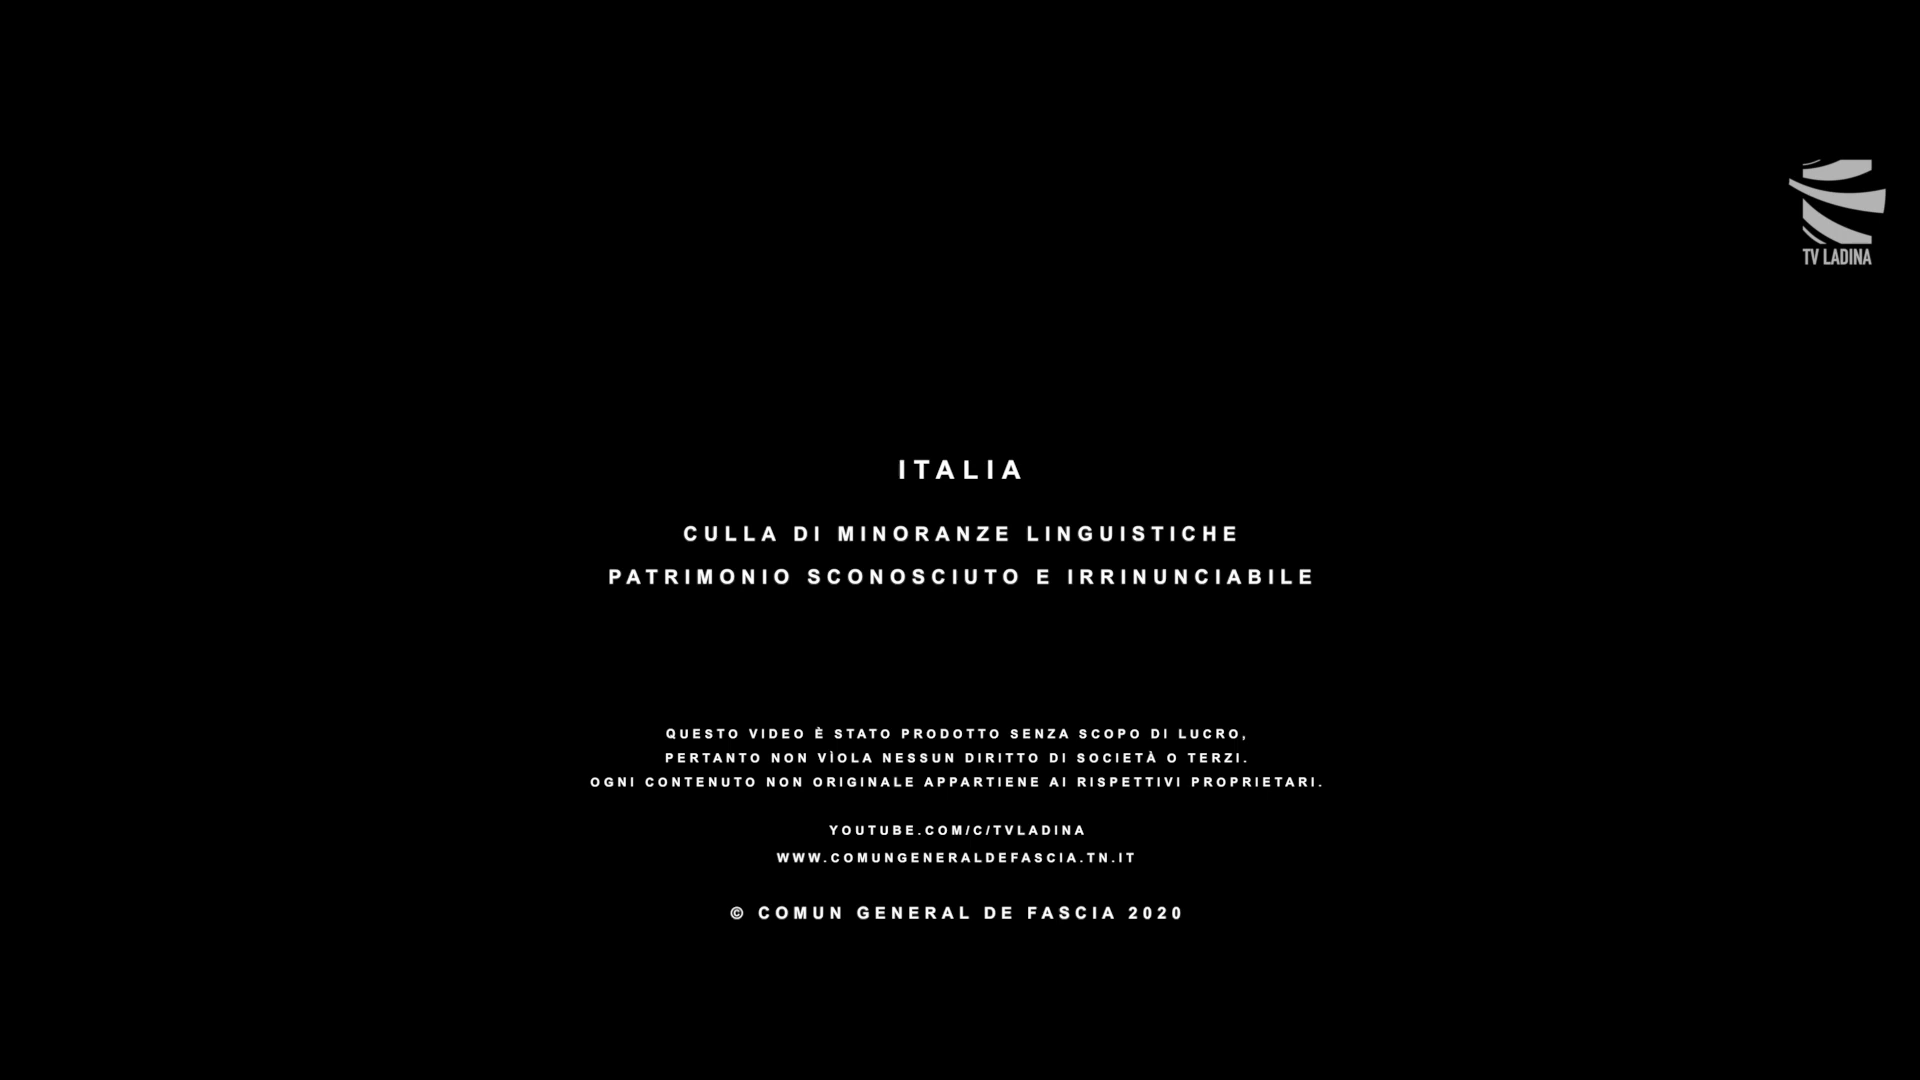 TV LADINA
ITALIA
CULLA DI MINORANZE LINGUISTICHE
PATRIMONIO SCONOSCIUTO E IRRINUNCIABILE
QUESTO VIDEO È STATO PRODOTTO SENZA SCOPO DI LUCRO,
PERTANTO NON VÌOLA NESSUN DIRITTO DI SOCIETÀ O TERZI.
OGNI CONTENUTO NON ORIGINALE APPARTIENE AI RISPETTIVI PROPRIETARI.
YOUTUBE.COM/C/TVLADINA
WWW.COMUNGENERALDEFASCIA.TN.IT
© COMUN GENERAL DE FASCIA 2020